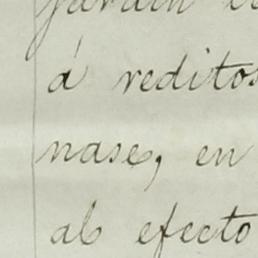 á reditos
nase, en
al efecto